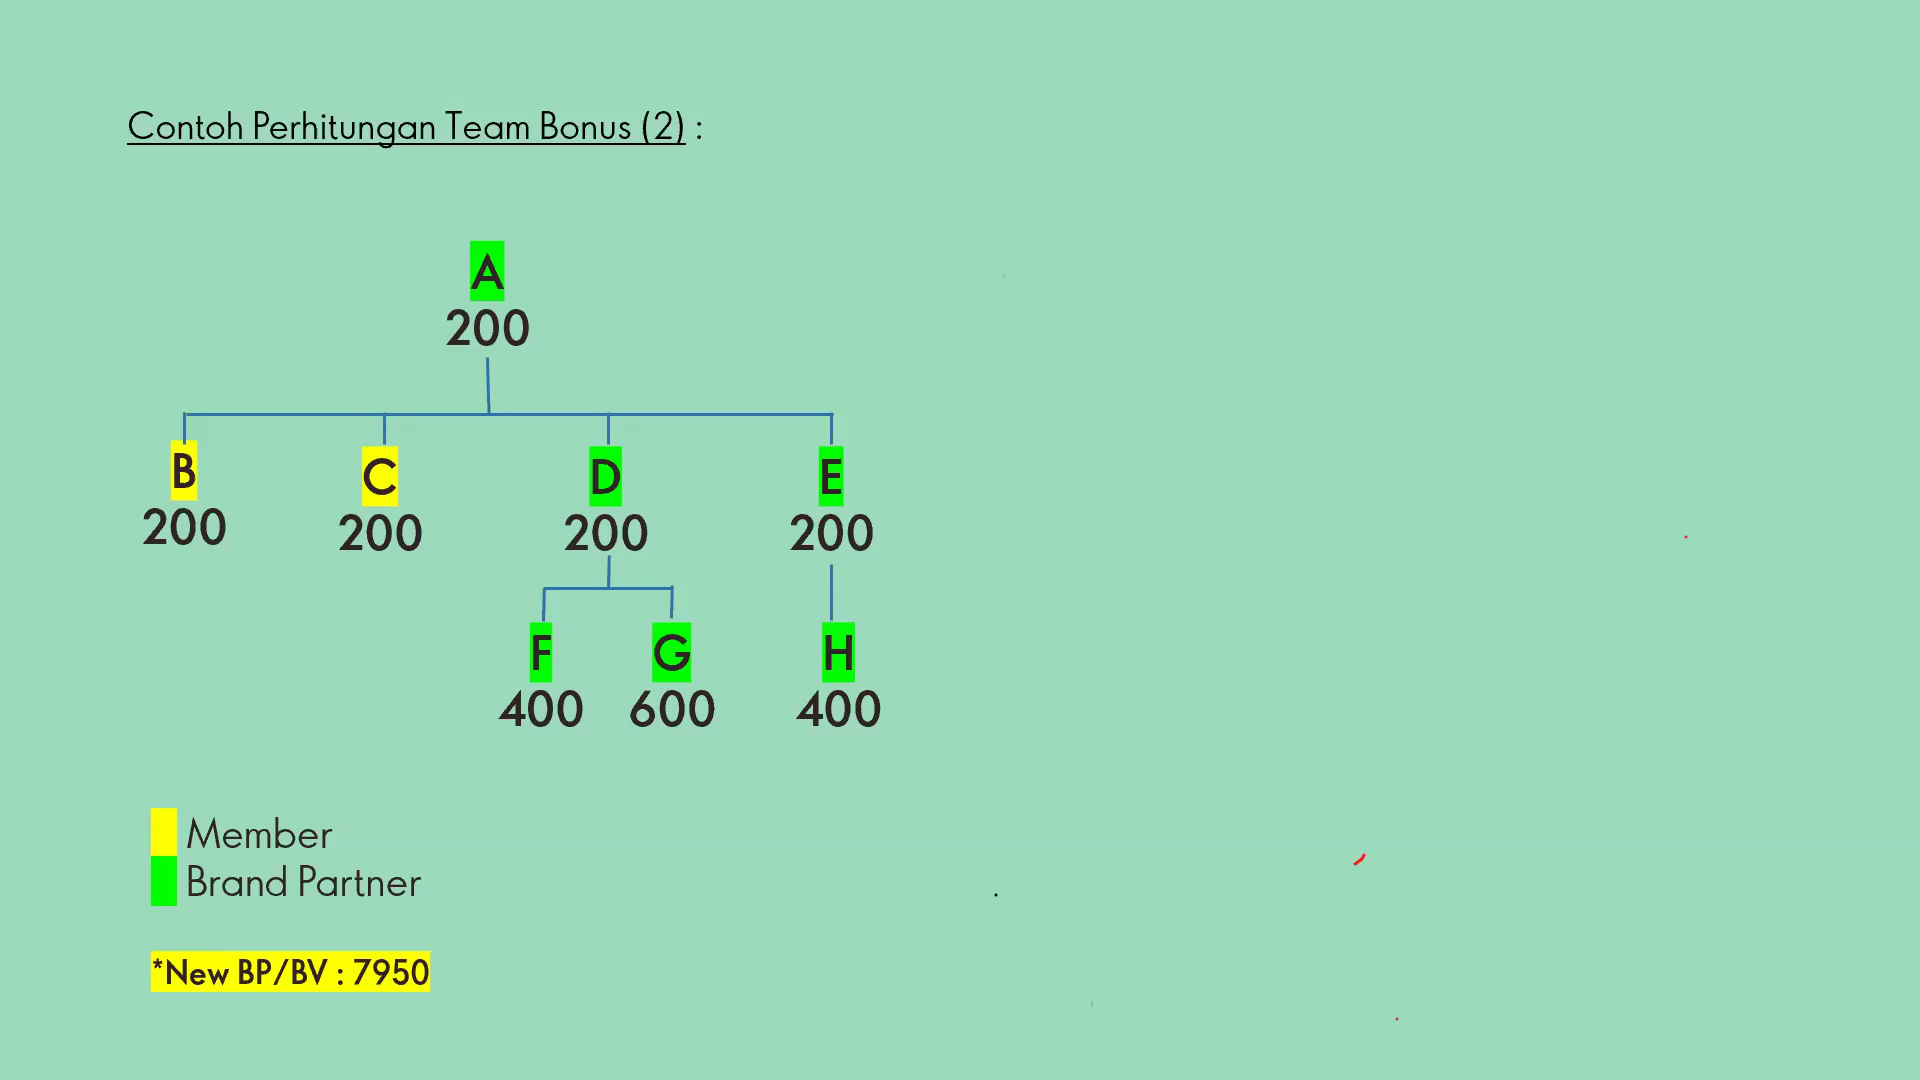 Contoh Perhitungan Team Bonus (2) :
A
200
B
200
C
200
D
200
E
200
F
400
G
600
H
400
Member
Brand Partner
*New BP/BV : 7950